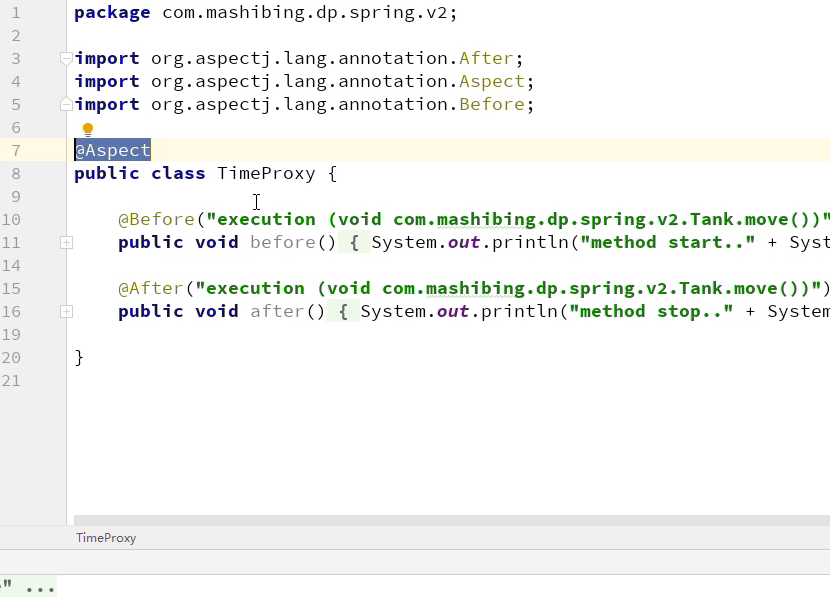 1 package com.mashibing.dp.spring.v2;
2
3 import org.aspectj.lang.annotation.After;
4 import org.aspectj.lang.annotation.Aspect;
5 import org.aspectj.lang.annotation.Before;
6
7 @Aspect
8 public class TimeProxy {
9
10 @Before("execution (void com.mashibing.dp.spring.v2.Tank.move())"
11 public void before() { System.out.println("method start.." + Syst
14
15 @After("execution (void com.mashibing.dp.spring.v2.Tank.move())")
16 public void after() { System.out.println("method stop.." + System
19
20 }
21
TimeProxy
" ...